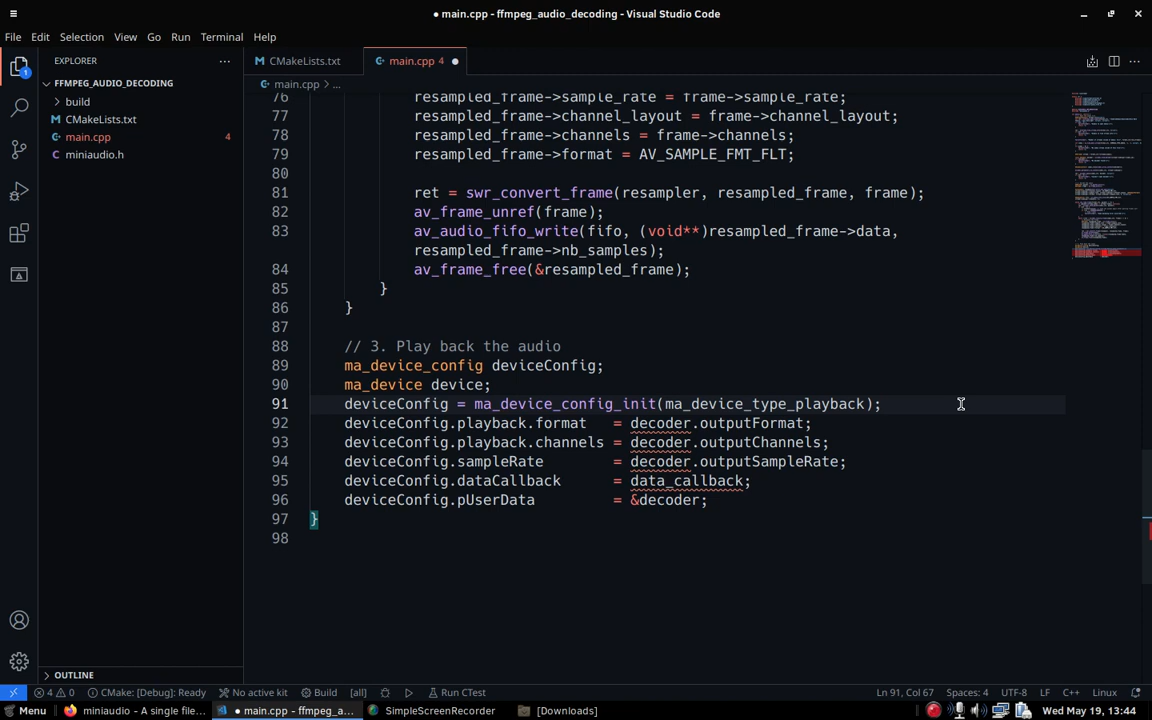 ● main.cpp - ffmpeg_audio_decoding - Visual Studio Code
File Edit Selection View Go Run Terminal Help
EXPLORER
FFMPEG_AUDIO_DECODING
build
CMakeLists.txt
main.cpp 4
miniaudio.h
OUTLINE
CMakeLists.txt main.cpp 4 ●
main.cpp > ...
76 resampled_frame->sample_rate = frame->sample_rate;
77 resampled_frame->channel_layout = frame->channel_layout;
78 resampled_frame->channels = frame->channels;
79 resampled_frame->format = AV_SAMPLE_FMT_FLT;
80
81 ret = swr_convert_frame(resampler, resampled_frame, frame);
82 av_frame_unref(frame);
83 av_audio_fifo_write(fifo, (void**)resampled_frame->data,
resampled_frame->nb_samples);
84 av_frame_free(&resampled_frame);
85 }
86 }
87
88 // 3. Play back the audio
89 ma_device_config deviceConfig;
90 ma_device device;
91 deviceConfig = ma_device_config_init(ma_device_type_playback);
92 deviceConfig.playback.format   = decoder.outputFormat;
93 deviceConfig.playback.channels = decoder.outputChannels;
94 deviceConfig.sampleRate        = decoder.outputSampleRate;
95 deviceConfig.dataCallback      = data_callback;
96 deviceConfig.pUserData         = &decoder;
97 }
98
1
4 0 CMake: [Debug]: Ready No active kit Build [all] Run CTest Ln 91, Col 67 Spaces: 4 UTF-8 LF C++ Linux
Menu miniaudio - A single file... ● main.cpp - ffmpeg_a... SimpleScreenRecorder [Downloads] Wed May 19, 13:44